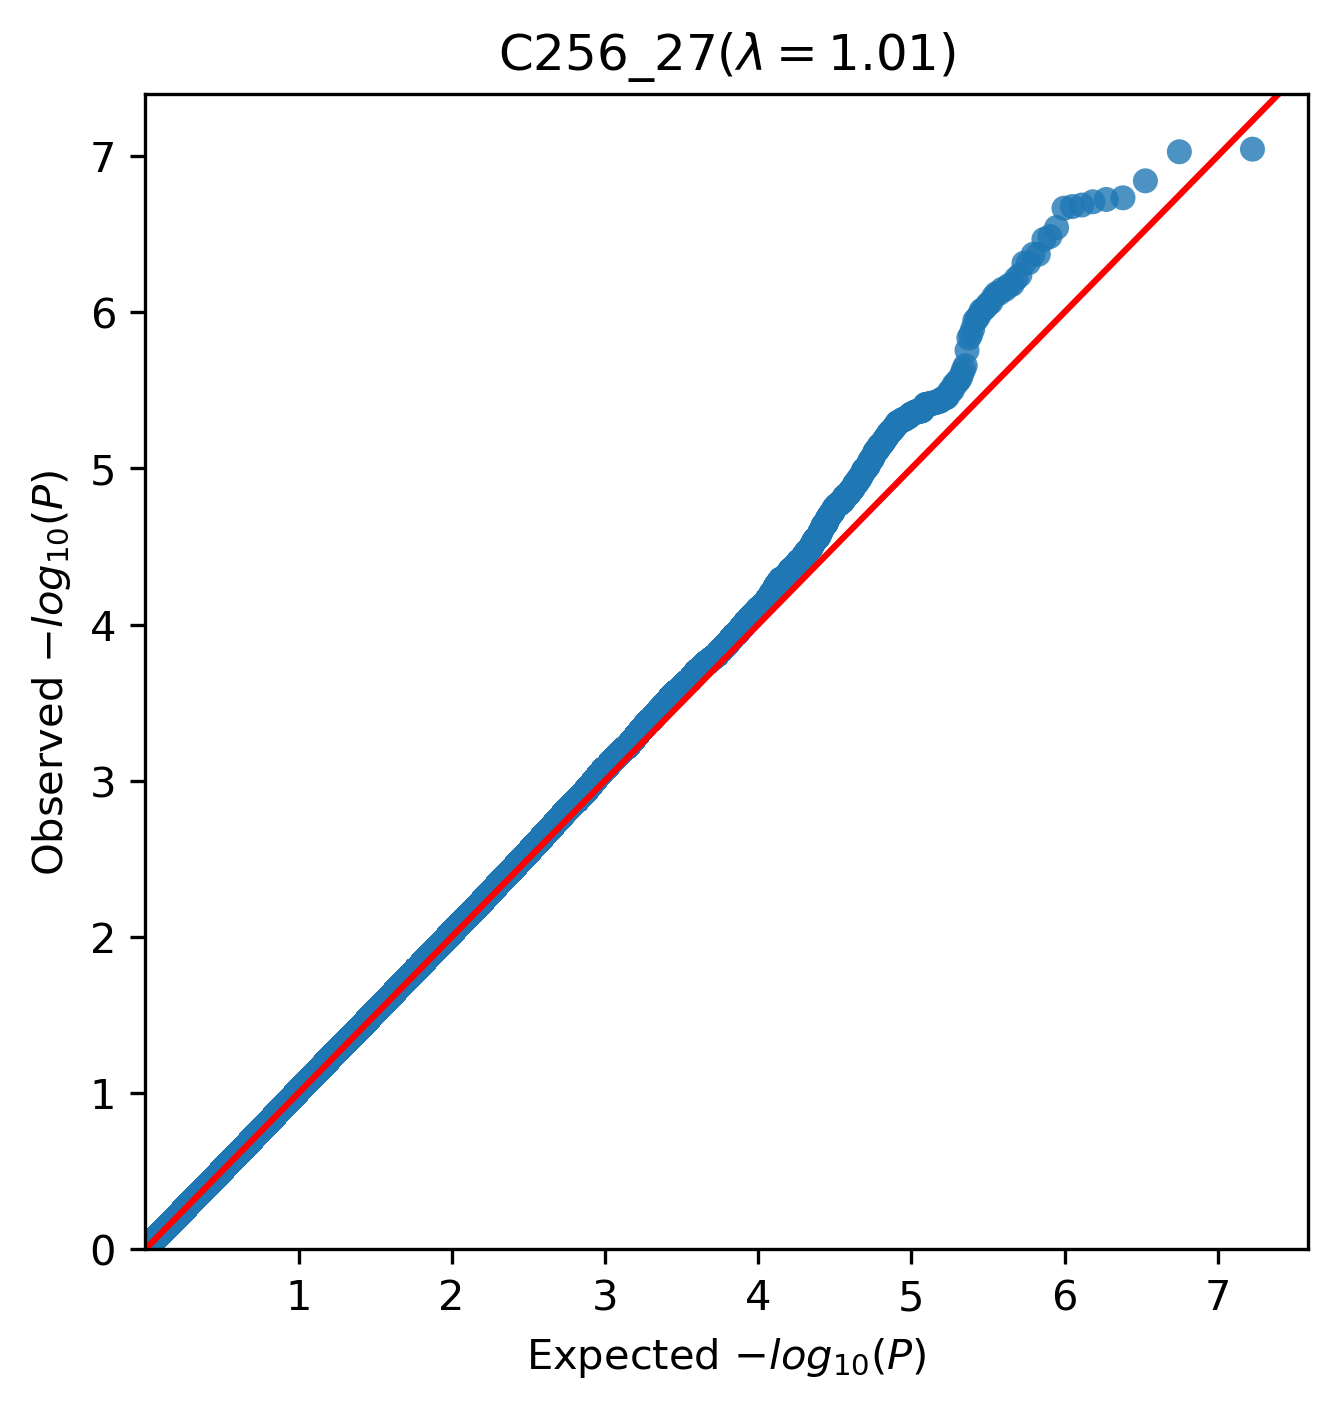 C256_27(λ = 1.01)
Observed −log₁₀(P)
7
6
5
4
3
2
1
0
1 2 3 4 5 6 7
Expected −log₁₀(P)